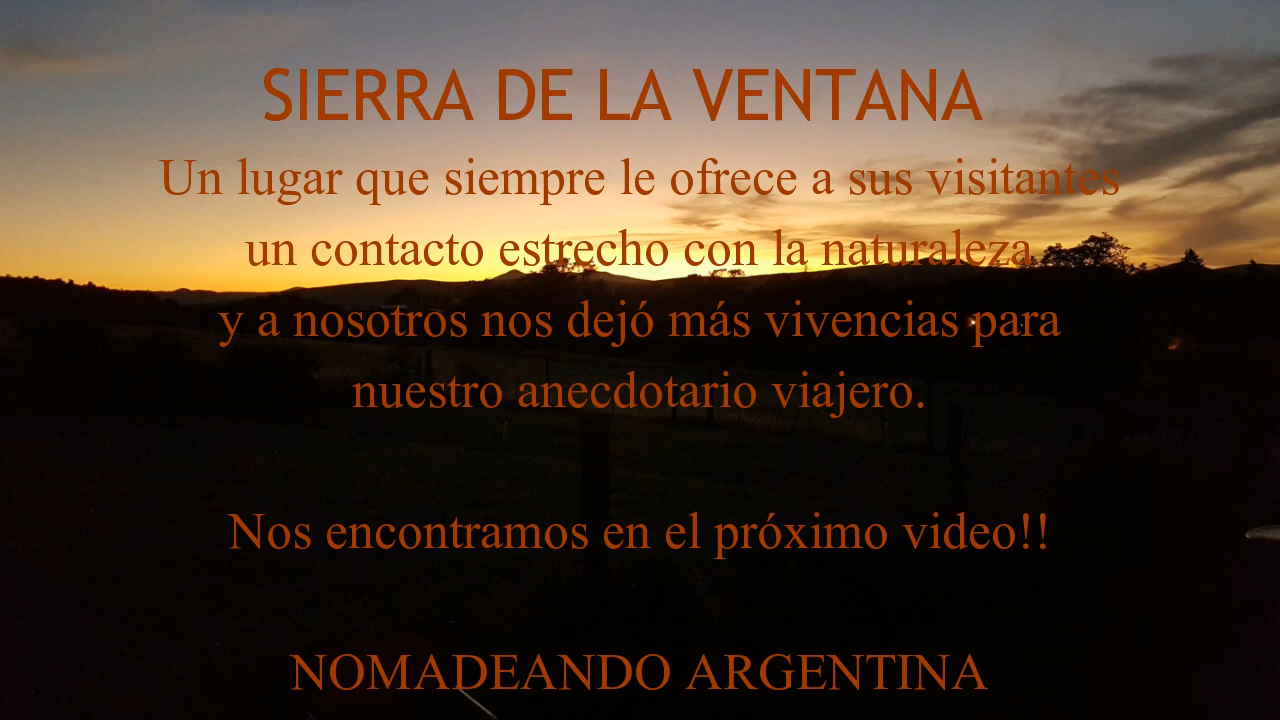 SIERRA DE LA VENTANA
Un lugar que siempre le ofrece a sus visitantes
un contacto estrecho con la naturaleza
y a nosotros nos dejó más vivencias para
nuestro anecdotario viajero.
Nos encontramos en el próximo video!!
NOMADEANDO ARGENTINA